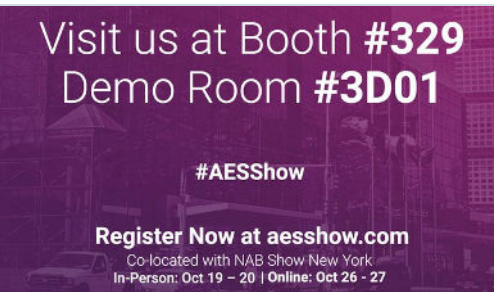 Visit us at Booth #329
Demo Room #3D01
#AESShow
Register Now at aesshow.com
Co-located with NAB Show New York
In-Person: Oct 19 – 20 | Online: Oct 26 - 27